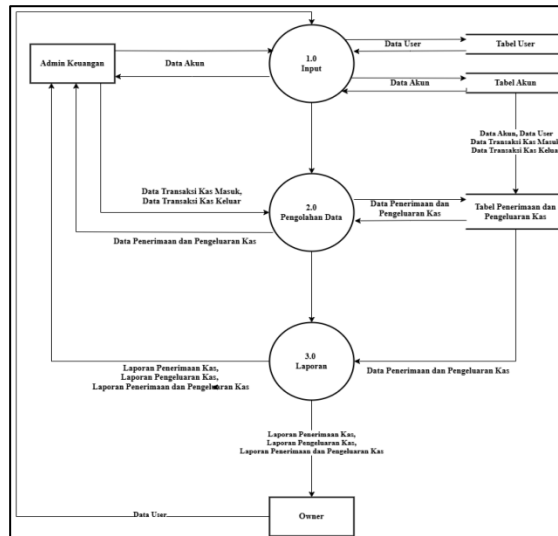 Admin Keuangan
Data Akun
1.0
Input
Data User
Data Akun
Tabel User
Tabel Akun
Data Akun, Data User
Data Transaksi Kas Masuk
Data Transaksi Kas Keluar
Data Transaksi Kas Masuk,
Data Transaksi Kas Keluar
2.0
Pengolahan Data
Data Penerimaan dan
Pengeluaran Kas
Tabel Penerimaan dan
Pengeluaran Kas
Data Penerimaan dan Pengeluaran Kas
3.0
Laporan
Laporan Penerimaan Kas,
Laporan Pengeluaran Kas,
Laporan Penerimaan dan Pengeluaran Kas
Data Penerimaan dan Pengeluaran Kas
Laporan Penerimaan Kas,
Laporan Pengeluaran Kas,
Laporan Penerimaan dan Pengeluaran Kas
Data User
Owner